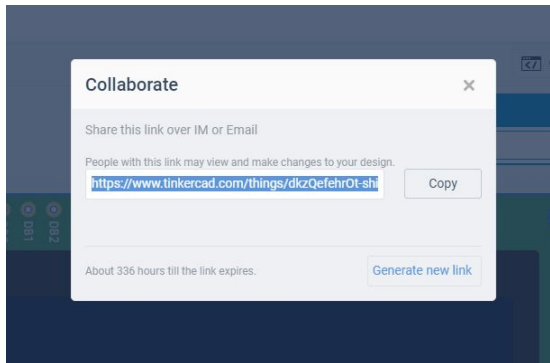 Collaborate ×
Share this link over IM or Email
People with this link may view and make changes to your design.
https://www.tinkercad.com/things/dkzQefehrOt-shi Copy
About 336 hours till the link expires. Generate new link
DB1 DB2